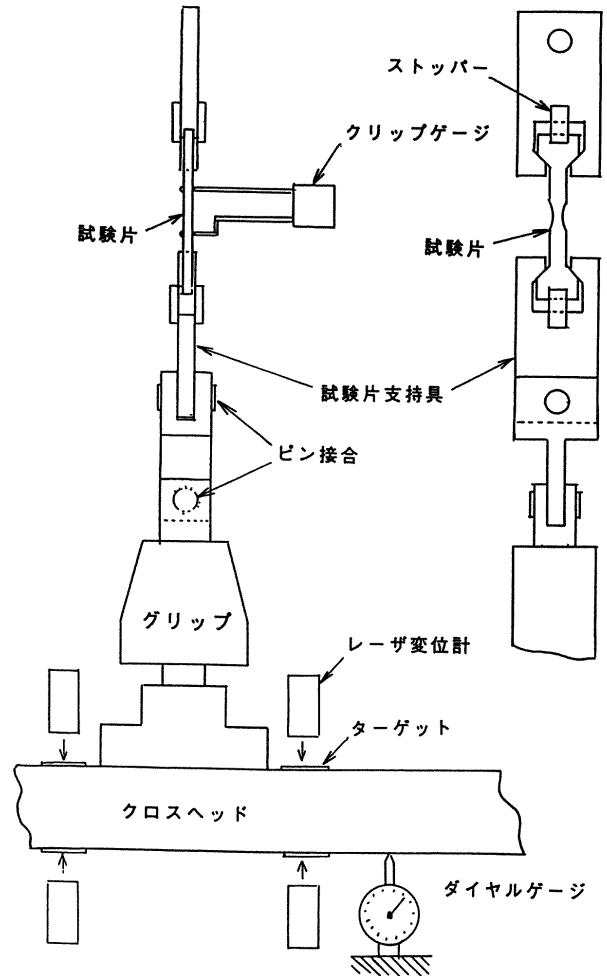 ストッパー
クリップゲージ
試験片
試験片
試験片支持具
ピン接合
グリップ
レーザ変位計
ターゲット
クロスヘッド
ダイヤルゲージ